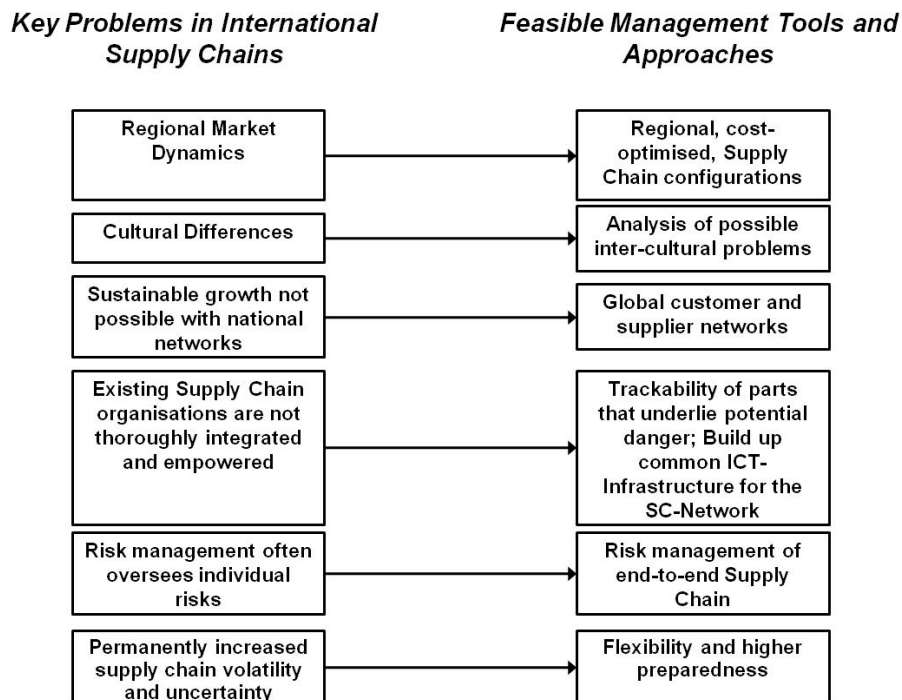 Key Problems in International
Supply Chains
Feasible Management Tools and
Approaches
Regional Market
Dynamics
Regional, cost-
optimised, Supply
Chain configurations
Cultural Differences
Analysis of possible
inter-cultural problems
Sustainable growth not
possible with national
networks
Global customer and
supplier networks
Existing Supply Chain
organisations are not
thoroughly integrated
and empowered
Trackability of parts
that underlie potential
danger; Build up
common ICT-
Infrastructure for the
SC-Network
Risk management often
oversees individual
risks
Risk management of
end-to-end Supply
Chain
Permanently increased
supply chain volatility
and uncertainty
Flexibility and higher
preparedness